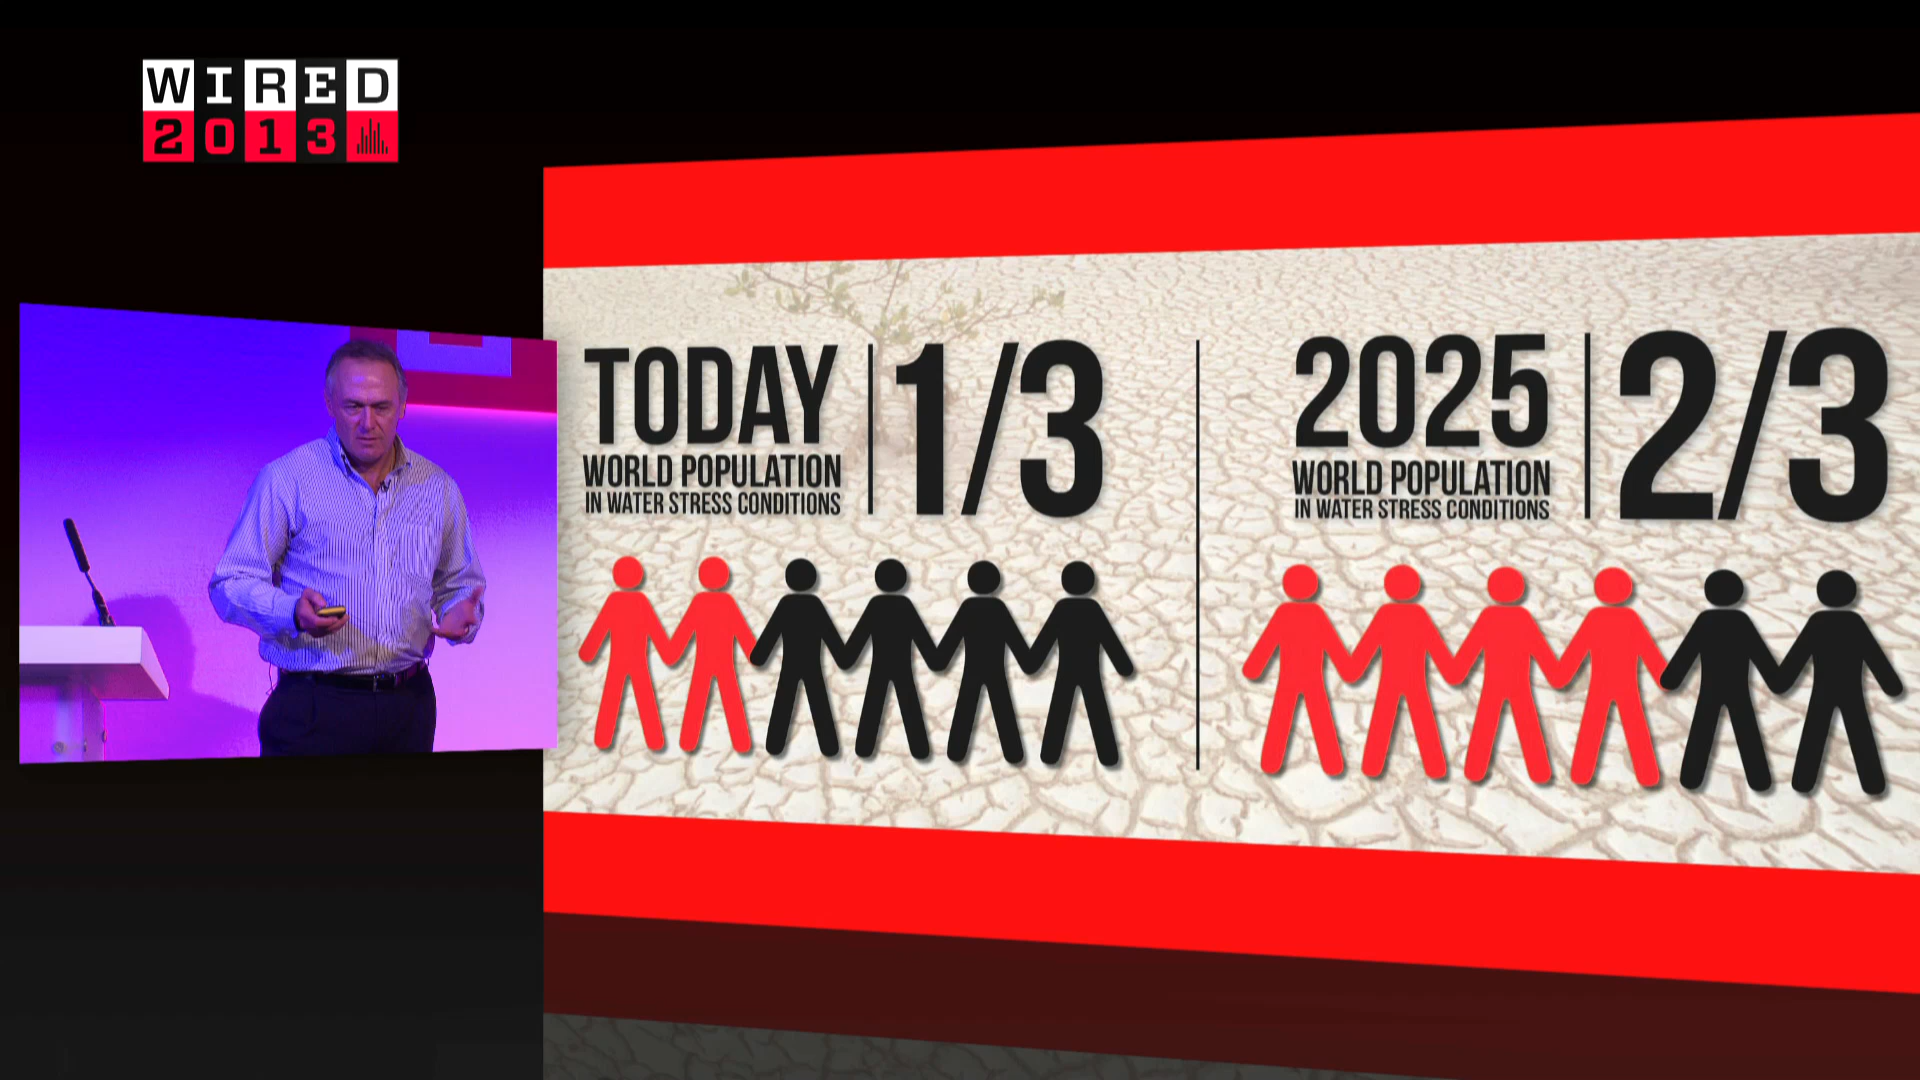 WIRED
2013
TODAY
WORLD POPULATION
IN WATER STRESS CONDITIONS
1/3
2025
WORLD POPULATION
IN WATER STRESS CONDITIONS
2/3